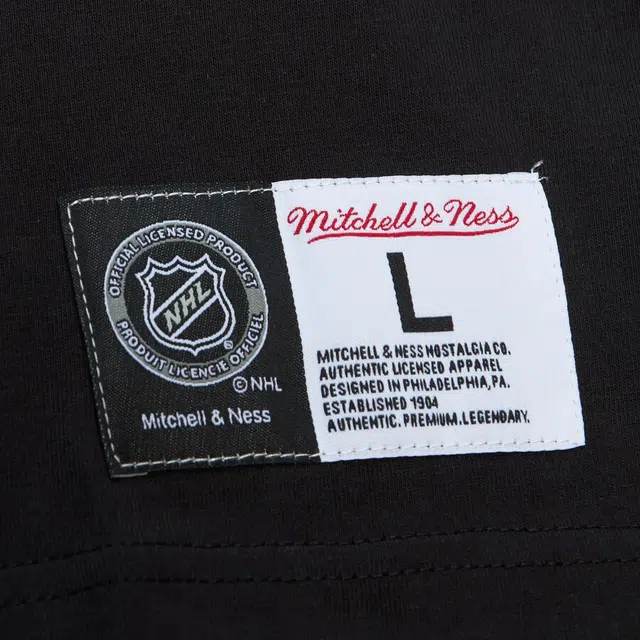 OFFICIAL LICENSED PRODUCT
NHL
®
PRODUIT LICENCIÉ OFFICIEL
© NHL
Mitchell & Ness
Mitchell & Ness
L
MITCHELL & NESS NOSTALGIA CO.
AUTHENTIC LICENSED APPAREL
DESIGNED IN PHILADELPHIA, PA.
ESTABLISHED 1904
AUTHENTIC. PREMIUM. LEGENDARY.